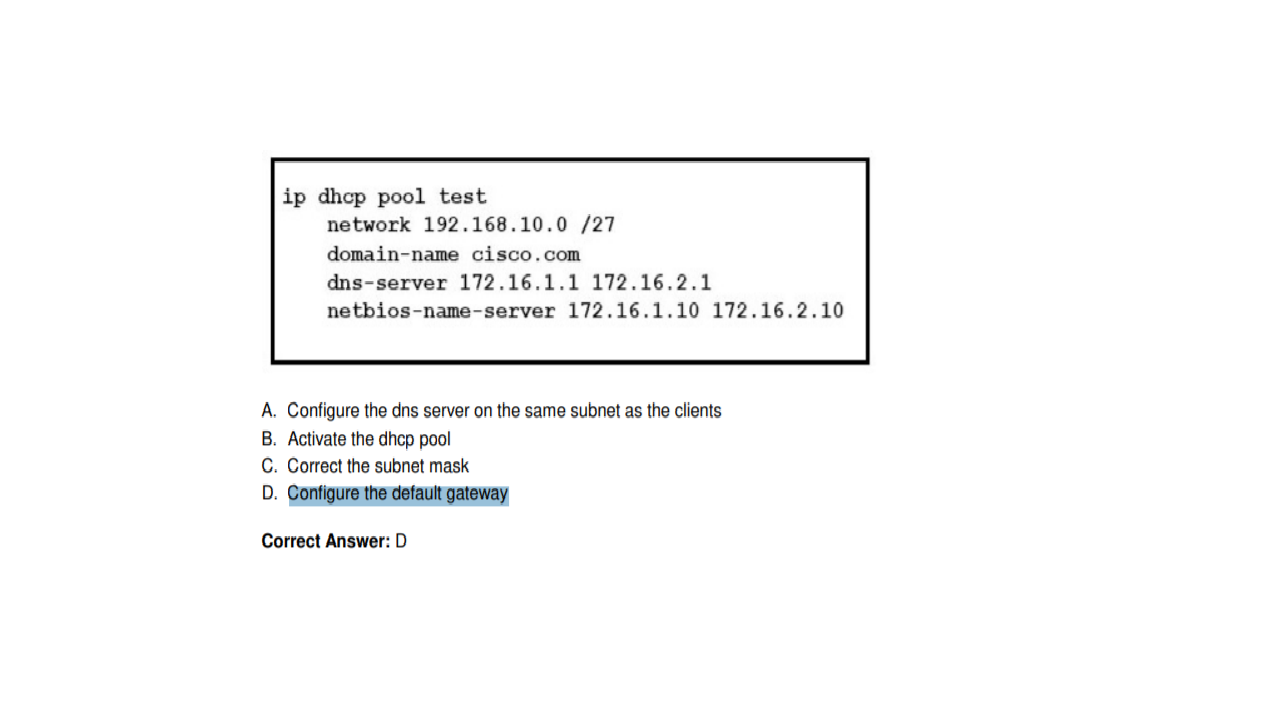 ip dhcp pool test
network 192.168.10.0 /27
domain-name cisco.com
dns-server 172.16.1.1 172.16.2.1
netbios-name-server 172.16.1.10 172.16.2.10
A. Configure the dns server on the same subnet as the clients
B. Activate the dhcp pool
C. Correct the subnet mask
D. Configure the default gateway
Correct Answer: D